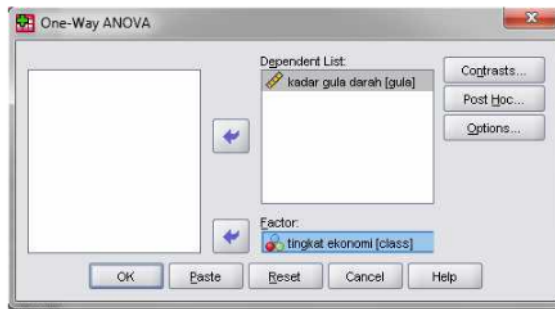 One-Way ANOVA
Dependent List:
kadar gula darah [gula]
Contrasts...
Post Hoc...
Options...
Factor:
tingkat ekonomi [class]
OK
Paste
Reset
Cancel
Help